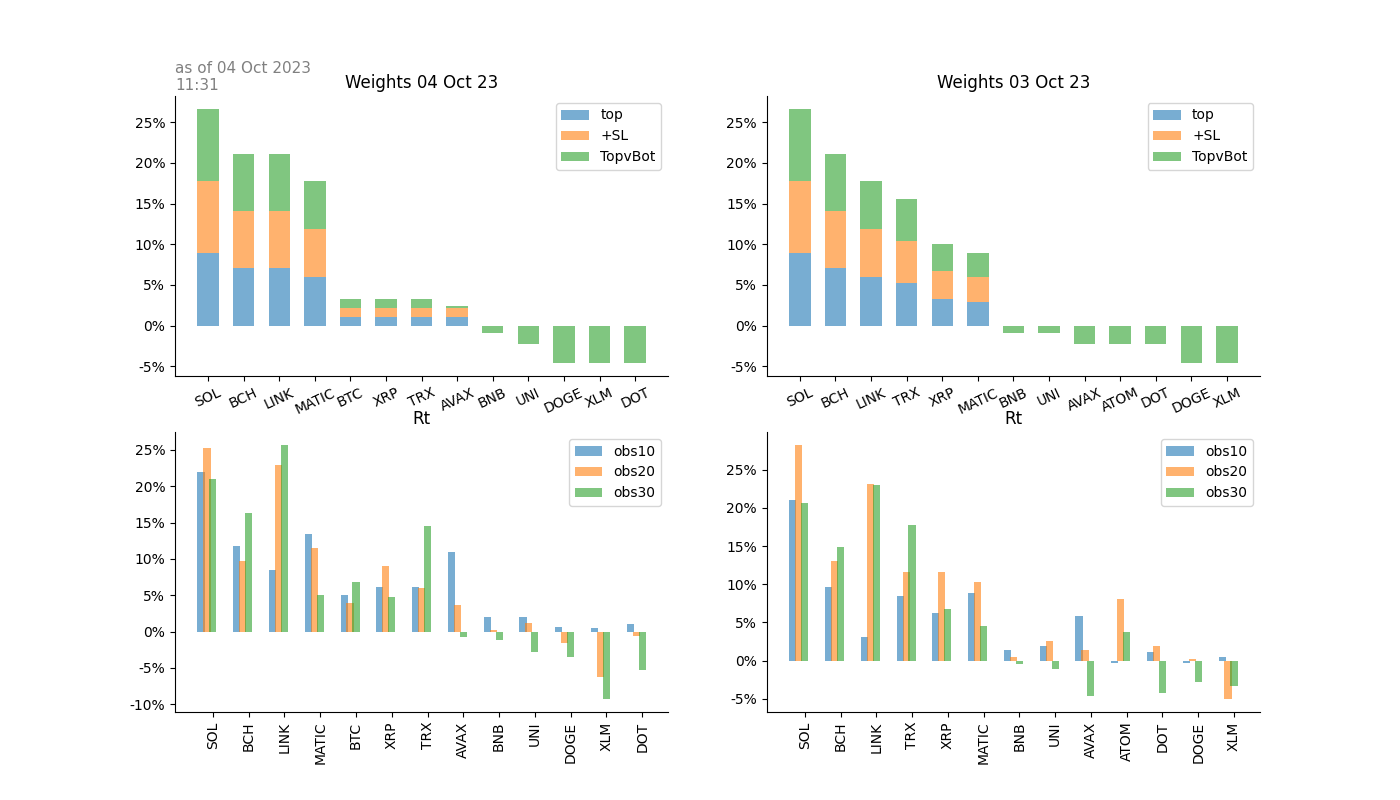 as of 04 Oct 2023
11:31
Weights 04 Oct 23
25%
20%
15%
10%
5%
0%
-5%
top
+SL
TopvBot
SOL BCH LINK MATIC BTC XRP TRX AVAX BNB UNI DOGE XLM DOT
Weights 03 Oct 23
25%
20%
15%
10%
5%
0%
-5%
top
+SL
TopvBot
SOL BCH LINK TRX XRP MATIC BNB UNI AVAX ATOM DOT DOGE XLM
Rt
25%
20%
15%
10%
5%
0%
-5%
-10%
obs10
obs20
obs30
SOL BCH LINK MATIC BTC XRP TRX AVAX BNB UNI DOGE XLM DOT
Rt
25%
20%
15%
10%
5%
0%
-5%
obs10
obs20
obs30
SOL BCH LINK TRX XRP MATIC BNB UNI AVAX ATOM DOT DOGE XLM